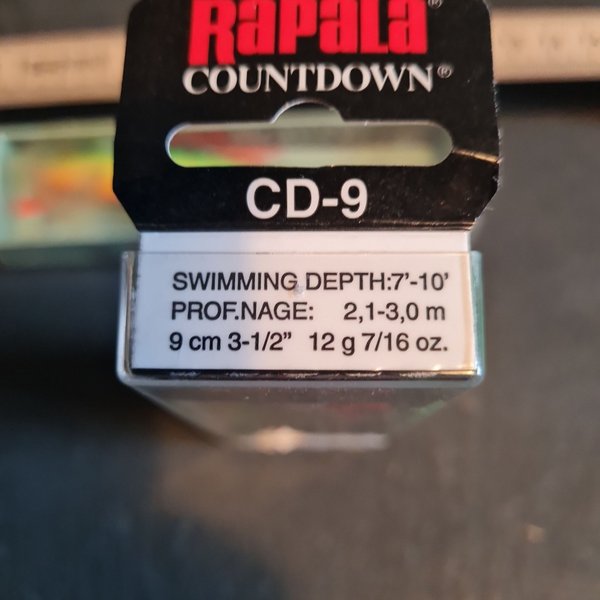 Rapala®
COUNTDOWN®
CD-9
SWIMMING DEPTH:7'-10'
PROF.NAGE: 2,1-3,0 m
9 cm 3-1/2" 12 g 7/16 oz.